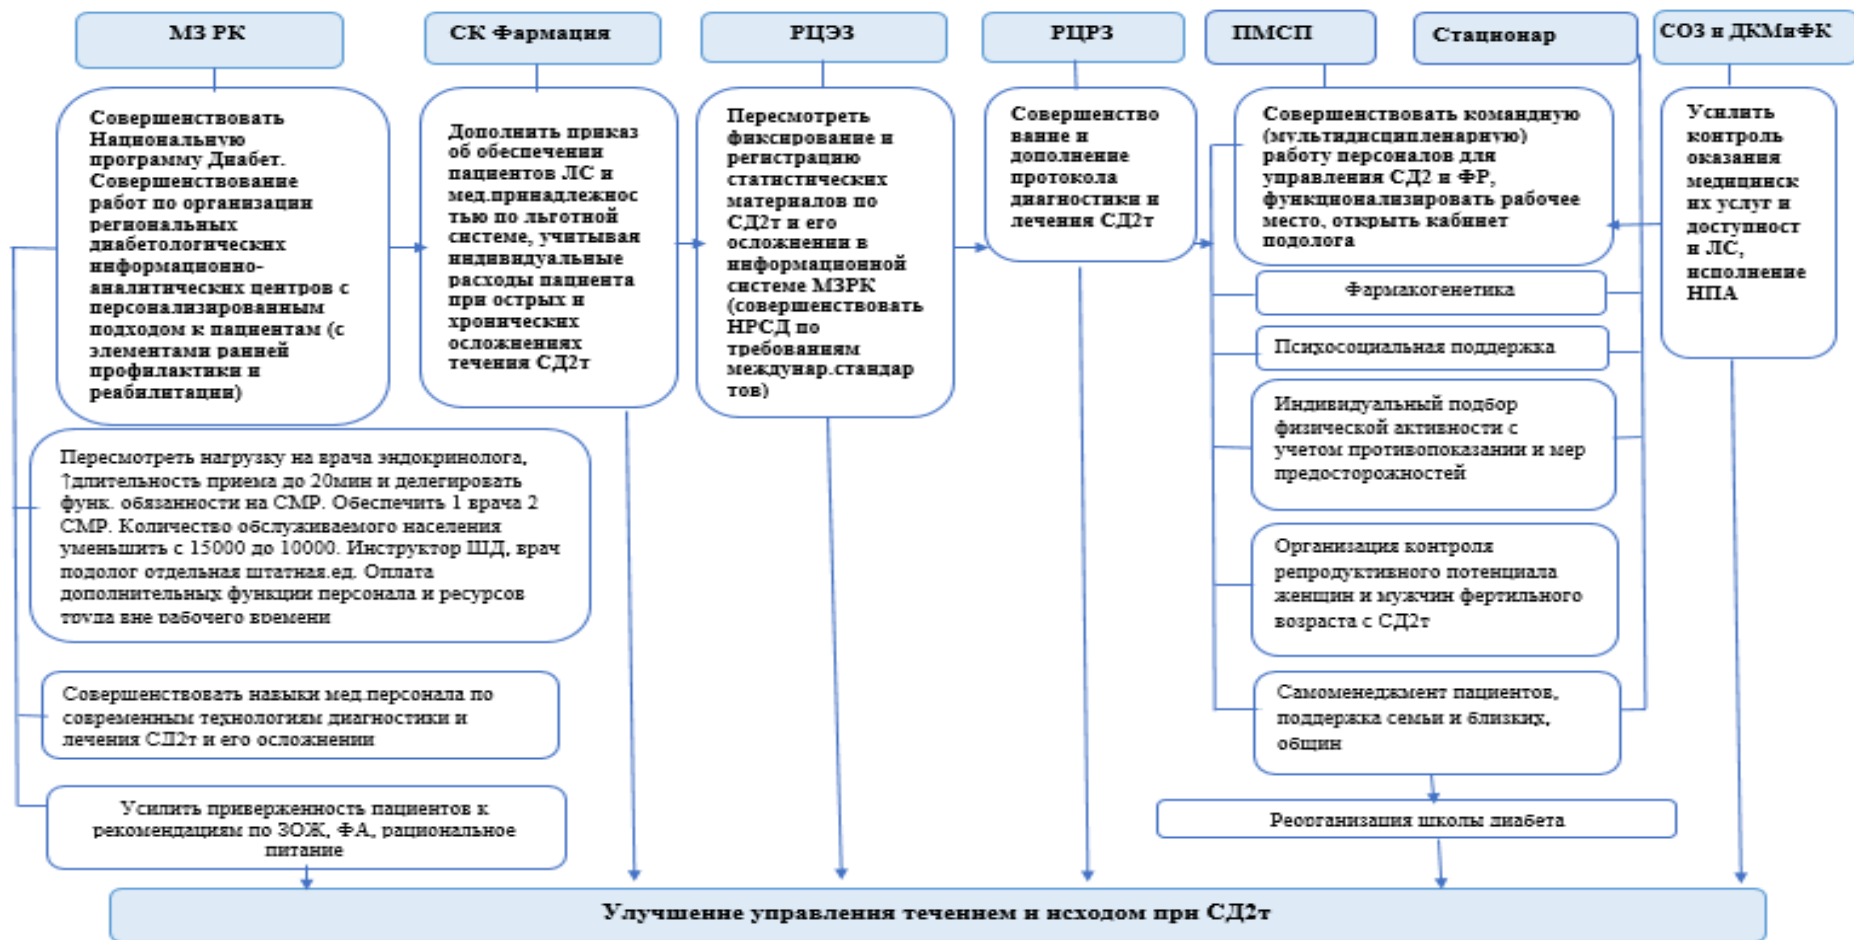 МЗ РК
СК Фармация
РЦЭЗ
РЦРЗ
ПМСП
Стационар
СОЗ и ДКМиФК
Совершенствовать
Национальную
программу Диабет.
Совершенствование
работ по организации
региональных
диабетологических
информационно-
аналитических центров с
персонализированным
подходом к пациентам (с
элементами ранней
профилактики и
реабилитации)
Дополнить приказ
об обеспечении
пациентов ЛС и
мед.принадлежнос
тью по льготной
системе, учитывая
индивидуальные
расходы пациента
при острых и
хронических
осложнениях
течения СД2т
Пересмотреть
фиксирование и
регистрацию
статистических
материалов по
СД2т и его
осложнении в
информационной
системе МЗРК
(совершенствовать
НРСД по
требованиям
междунар.стандар
тов)
Совершенство
вание и
дополнение
протокола
диагностики и
лечения СД2т
Совершенствовать командную
(мультидисципленарную)
работу персоналов для
управления СД2 и ФР,
функционализировать рабочее
место, открыть кабинет
подолога
Усилить
контроль
оказания
медицинск
их услуг и
доступност
и ЛС,
исполнение
НПА
Фармакогенетика
Психосоциальная поддержка
Индивидуальный подбор
физической активности с
учетом противопоказании и мер
предосторожностей
Организация контроля
репродуктивного потенциала
женщин и мужчин фертильного
возраста с СД2т
Самоменеджмент пациентов,
поддержка семьи и близких,
общин
Реорганизация школы диабета
Пересмотреть нагрузку на врача эндокринолога,
↑длительность приема до 20мин и делегировать
функ. обязанности на СМР. Обеспечить 1 врача 2
СМР. Количество обслуживаемого населения
уменьшить с 15000 до 10000. Инструктор ШД, врач
подолог отдельная штатная.ед. Оплата
дополнительных функции персонала и ресурсов
труда вне рабочего времени
Совершенствовать навыки мед.персонала по
современным технологиям диагностики и
лечения СД2т и его осложнении
Усилить приверженность пациентов к
рекомендациям по ЗОЖ, ФА, рациональное
питание
Улучшение управления течением и исходом при СД2т